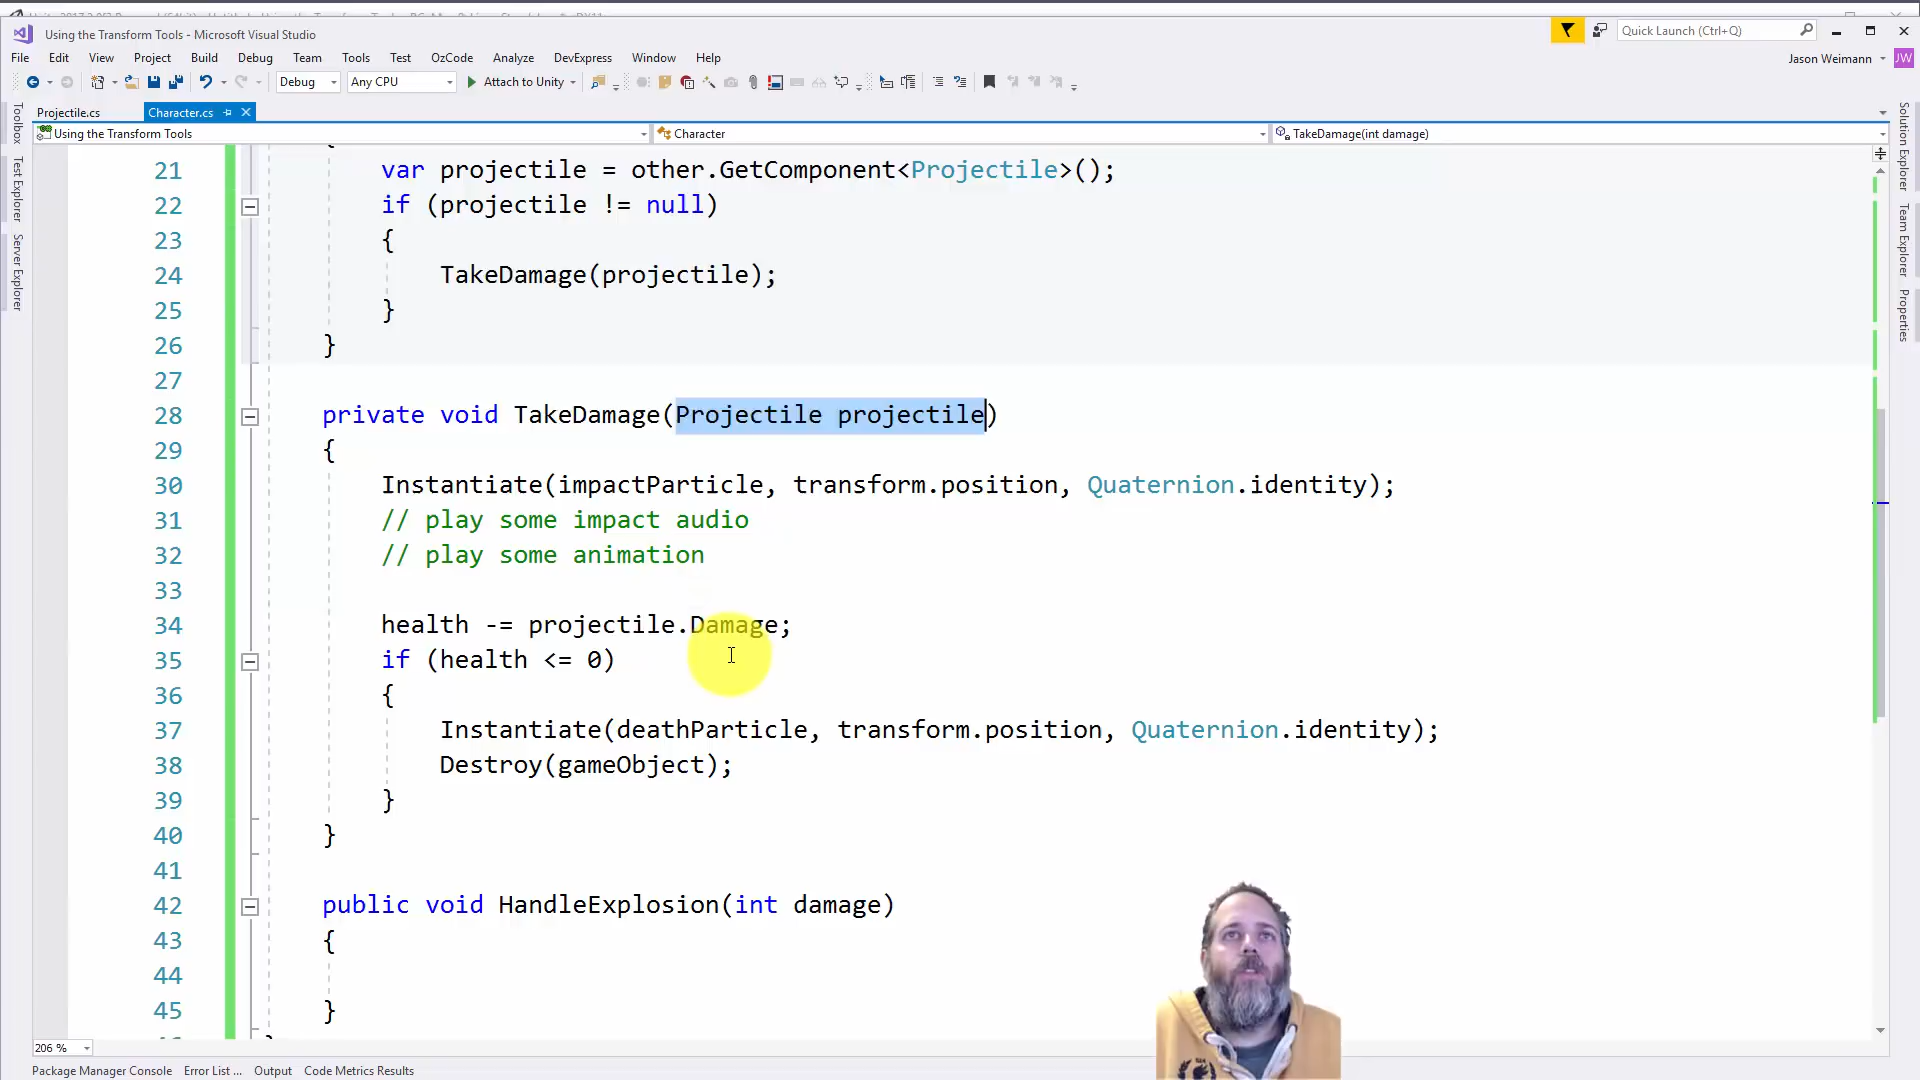 Using the Transform Tools - Microsoft Visual Studio
Quick Launch (Ctrl+Q)
File Edit View Project Build Debug Team Tools Test OzCode Analyze DevExpress Window Help
Jason Weimann JW
Debug Any CPU Attach to Unity
Projectile.cs Character.cs
Using the Transform Tools Character TakeDamage(int damage)
Toolbox
Test Explorer
Server Explorer
Solution Explorer
Team Explorer
Properties
{
21 var projectile = other.GetComponent<Projectile>();
22 if (projectile != null)
23 {
24 TakeDamage(projectile);
25 }
26 }
27
28 private void TakeDamage(Projectile projectile)
29 {
30 Instantiate(impactParticle, transform.position, Quaternion.identity);
31 // play some impact audio
32 // play some animation
33
34 health -= projectile.Damage;
35 if (health <= 0)
36 {
37 Instantiate(deathParticle, transform.position, Quaternion.identity);
38 Destroy(gameObject);
39 }
40 }
41
42 public void HandleExplosion(int damage)
43 {
44
45 }
206 %
Package Manager Console Error List ... Output Code Metrics Results